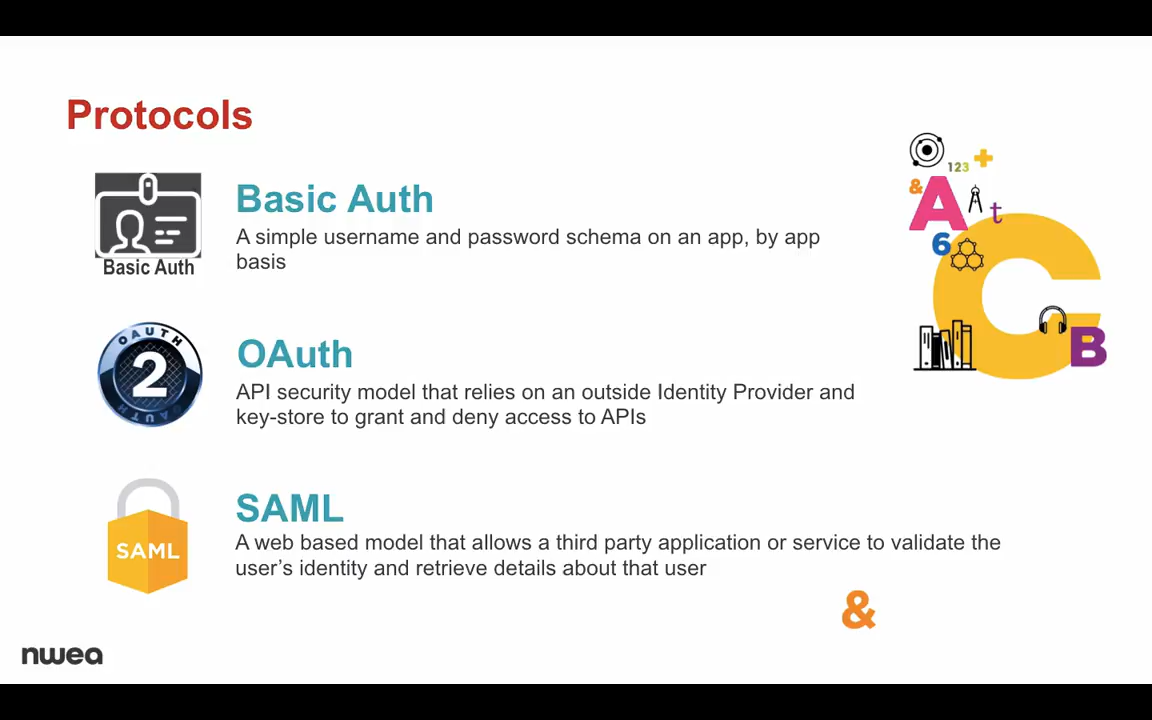 Protocols
Basic Auth
Basic Auth
A simple username and password schema on an app, by app
basis
OAUTH
2
OAUTH
OAuth
API security model that relies on an outside Identity Provider and
key-store to grant and deny access to APIs
SAML
SAML
A web based model that allows a third party application or service to validate the
user’s identity and retrieve details about that user
123
&
A
t
6
C
B
&
nwea